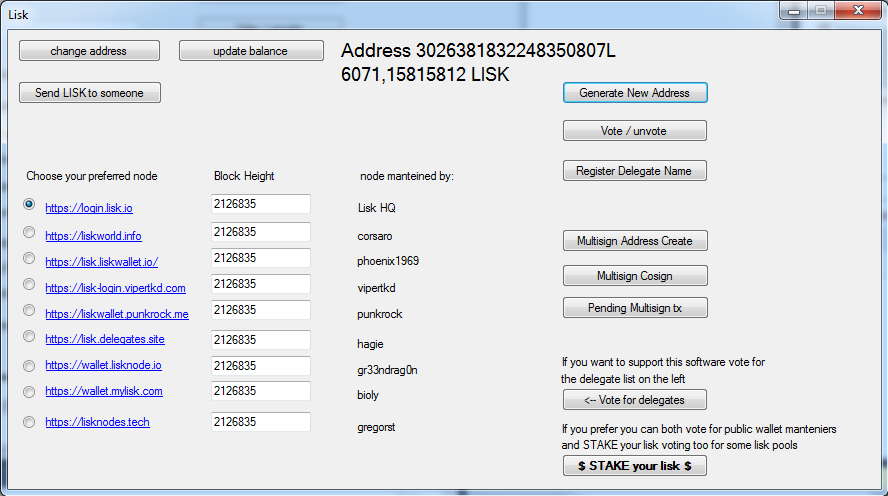 Lisk
change address
update balance
Address 3026381832248350807L
6071,15815812 LISK
Send LISK to someone
Generate New Address
Vote / unvote
Register Delegate Name
Choose your preferred node
Block Height
node manteined by:
https://login.lisk.io
2126835
Lisk HQ
https://liskworld.info
2126835
corsaro
https://lisk.liskwallet.io/
2126835
phoenix1969
https://lisk-login.vipertkd.com
2126835
vipertkd
https://liskwallet.punkrock.me
2126835
punkrock
https://lisk.delegates.site
2126835
hagie
https://wallet.lisknode.io
2126835
gr33ndrag0n
https://wallet.mylisk.com
2126835
bioly
https://lisknodes.tech
2126835
gregorst
Multisign Address Create
Multisign Cosign
Pending Multisign tx
If you want to support this software vote for
the delegate list on the left
<-- Vote for delegates
If you prefer you can both vote for public wallet manteniers
and STAKE your lisk voting too for some lisk pools
$ STAKE your lisk $